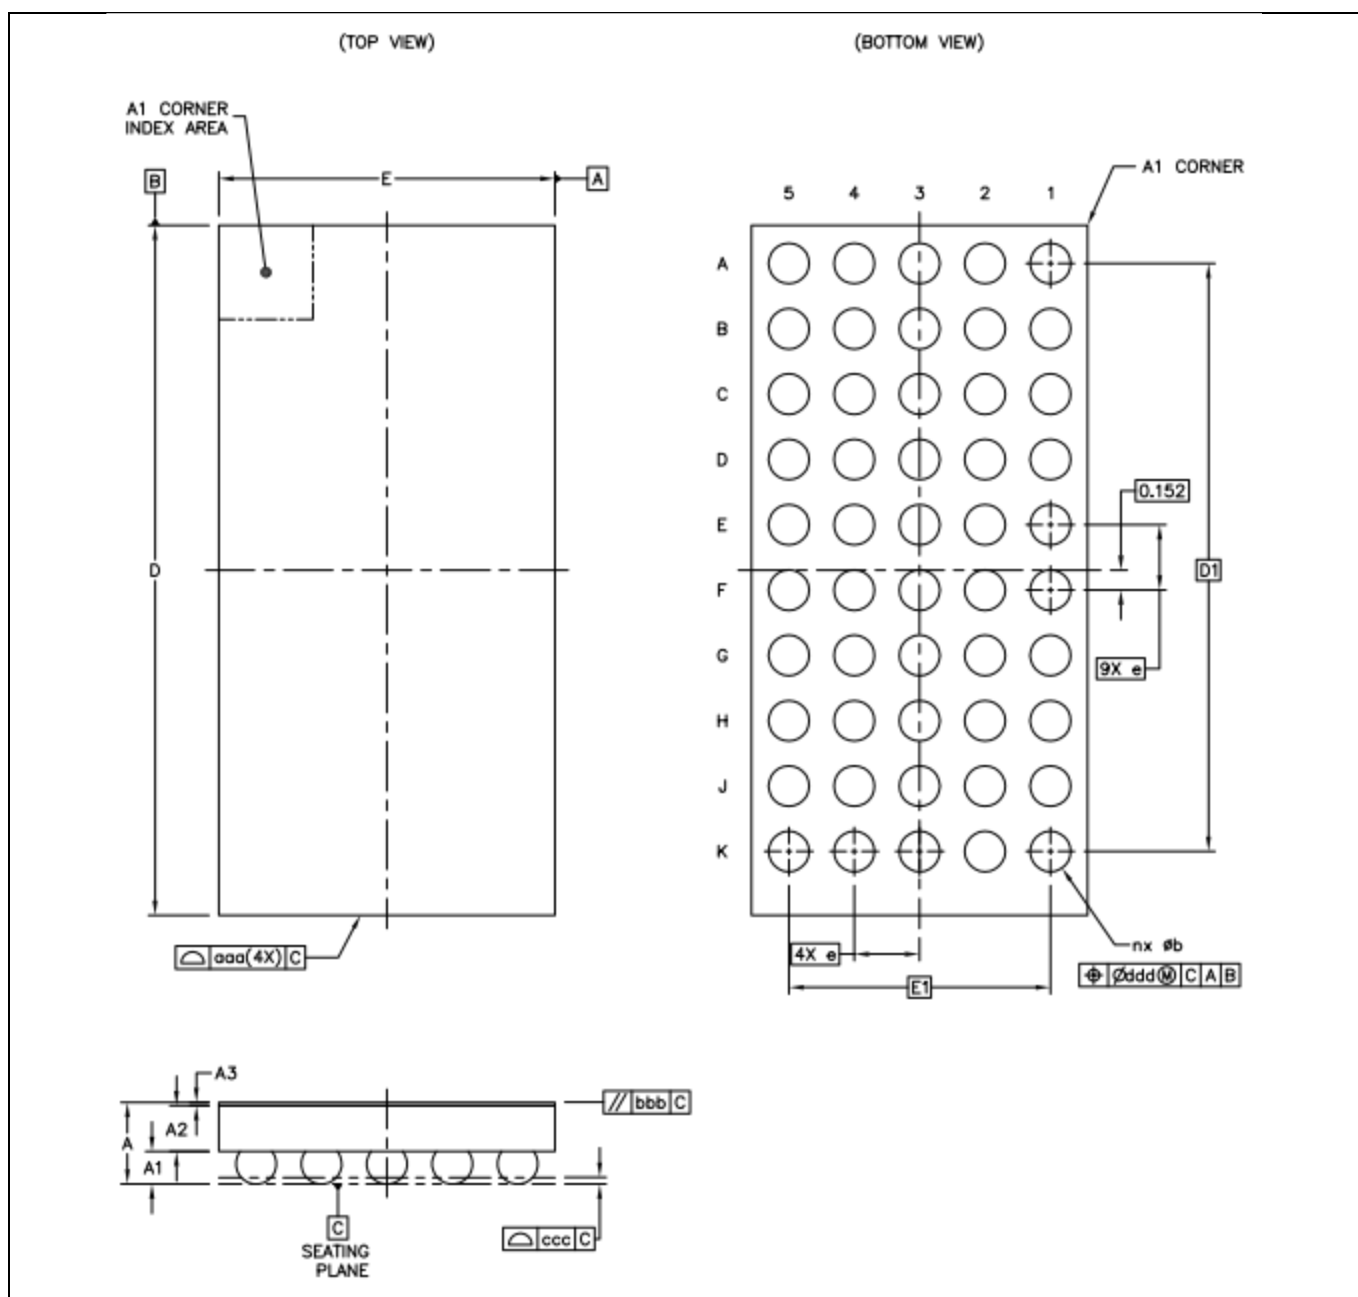 (TOP VIEW)
(BOTTOM VIEW)
A1 CORNER
INDEX AREA
B
E
A
A1 CORNER
5 4 3 2 1
A
B
C
D
E
0.152
D
D1
F
G
9X e
H
J
K
aaa(4X) C
4X e
nx øb
Øddd Ⓜ C A B
E1
A3
// bbb C
A2
A
A1
C
SEATING
PLANE
ccc C